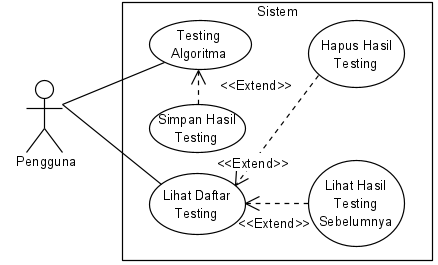 Sistem
Testing
Algoritma
Hapus Hasil
Testing
<<Extend>>
Simpan Hasil
Testing
Pengguna
<<Extend>>
Lihat Daftar
Testing
Lihat Hasil
Testing
Sebelumnya
<<Extend>>